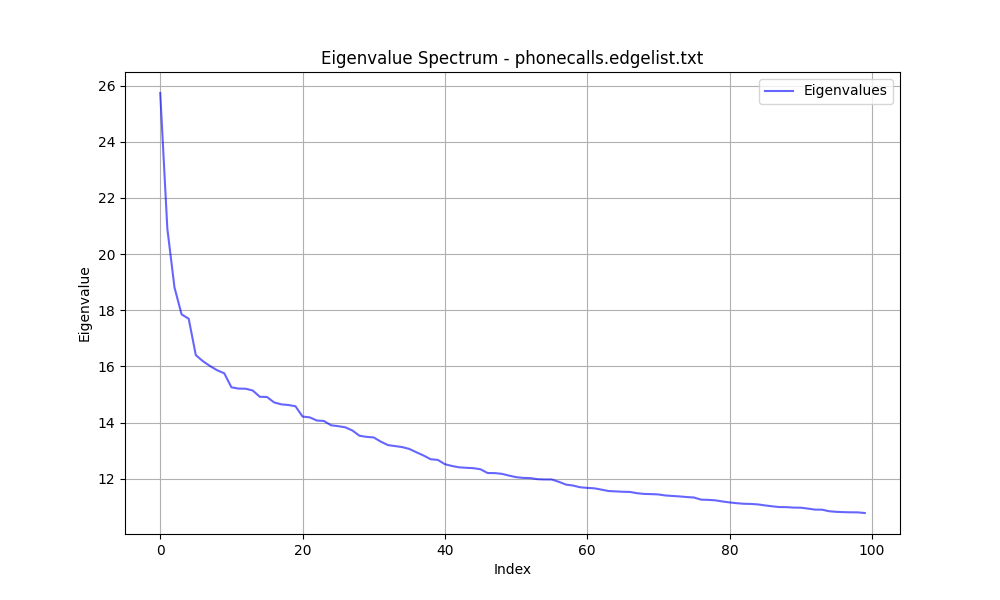 Eigenvalue Spectrum - phonecalls.edgelist.txt
Eigenvalues
26
24
22
20
18
16
14
12
Eigenvalue
0 20 40 60 80 100
Index